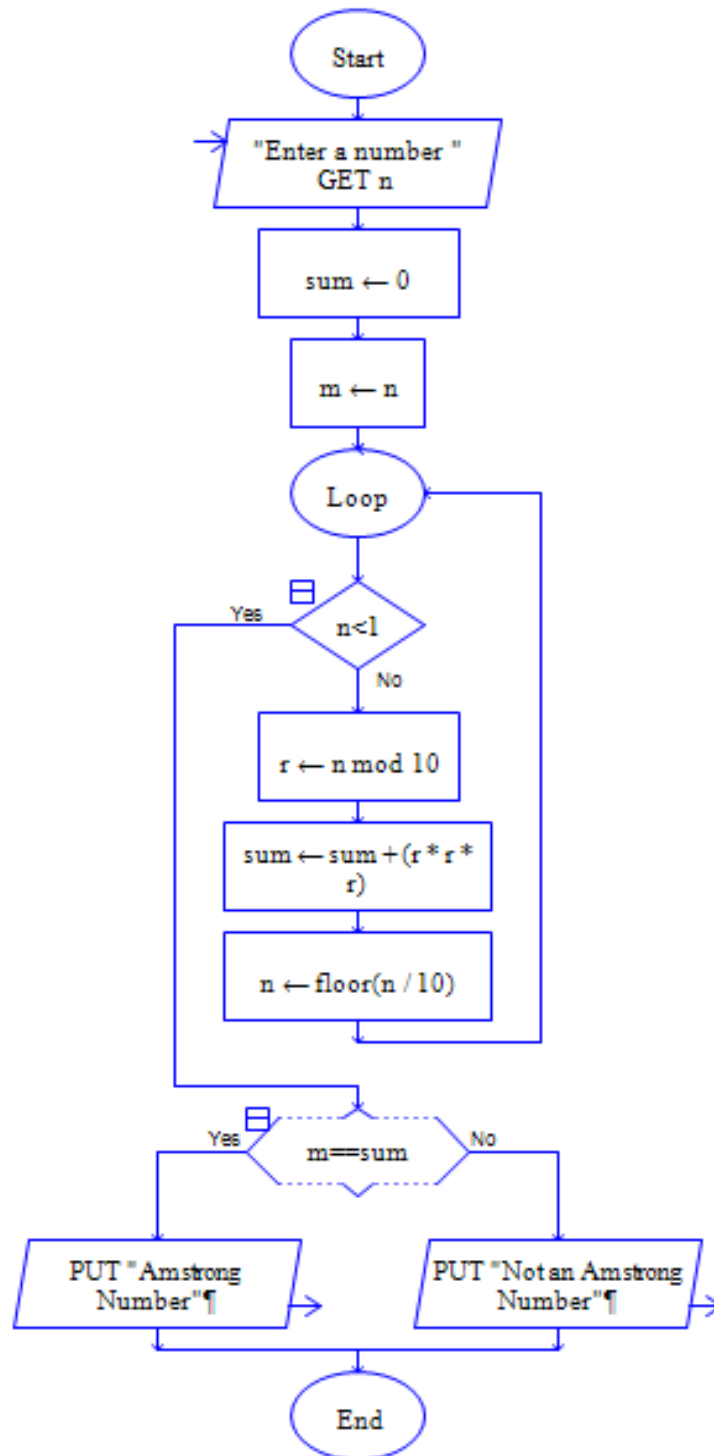 Start
"Enter a number "
GET n
sum ← 0
m ← n
Loop
Yes
n<1
No
r ← n mod 10
sum ← sum + (r * r *
r)
n ← floor(n / 10)
Yes
m==sum
No
PUT "Amstrong
Number"¶
PUT "Not an Amstrong
Number"¶
End